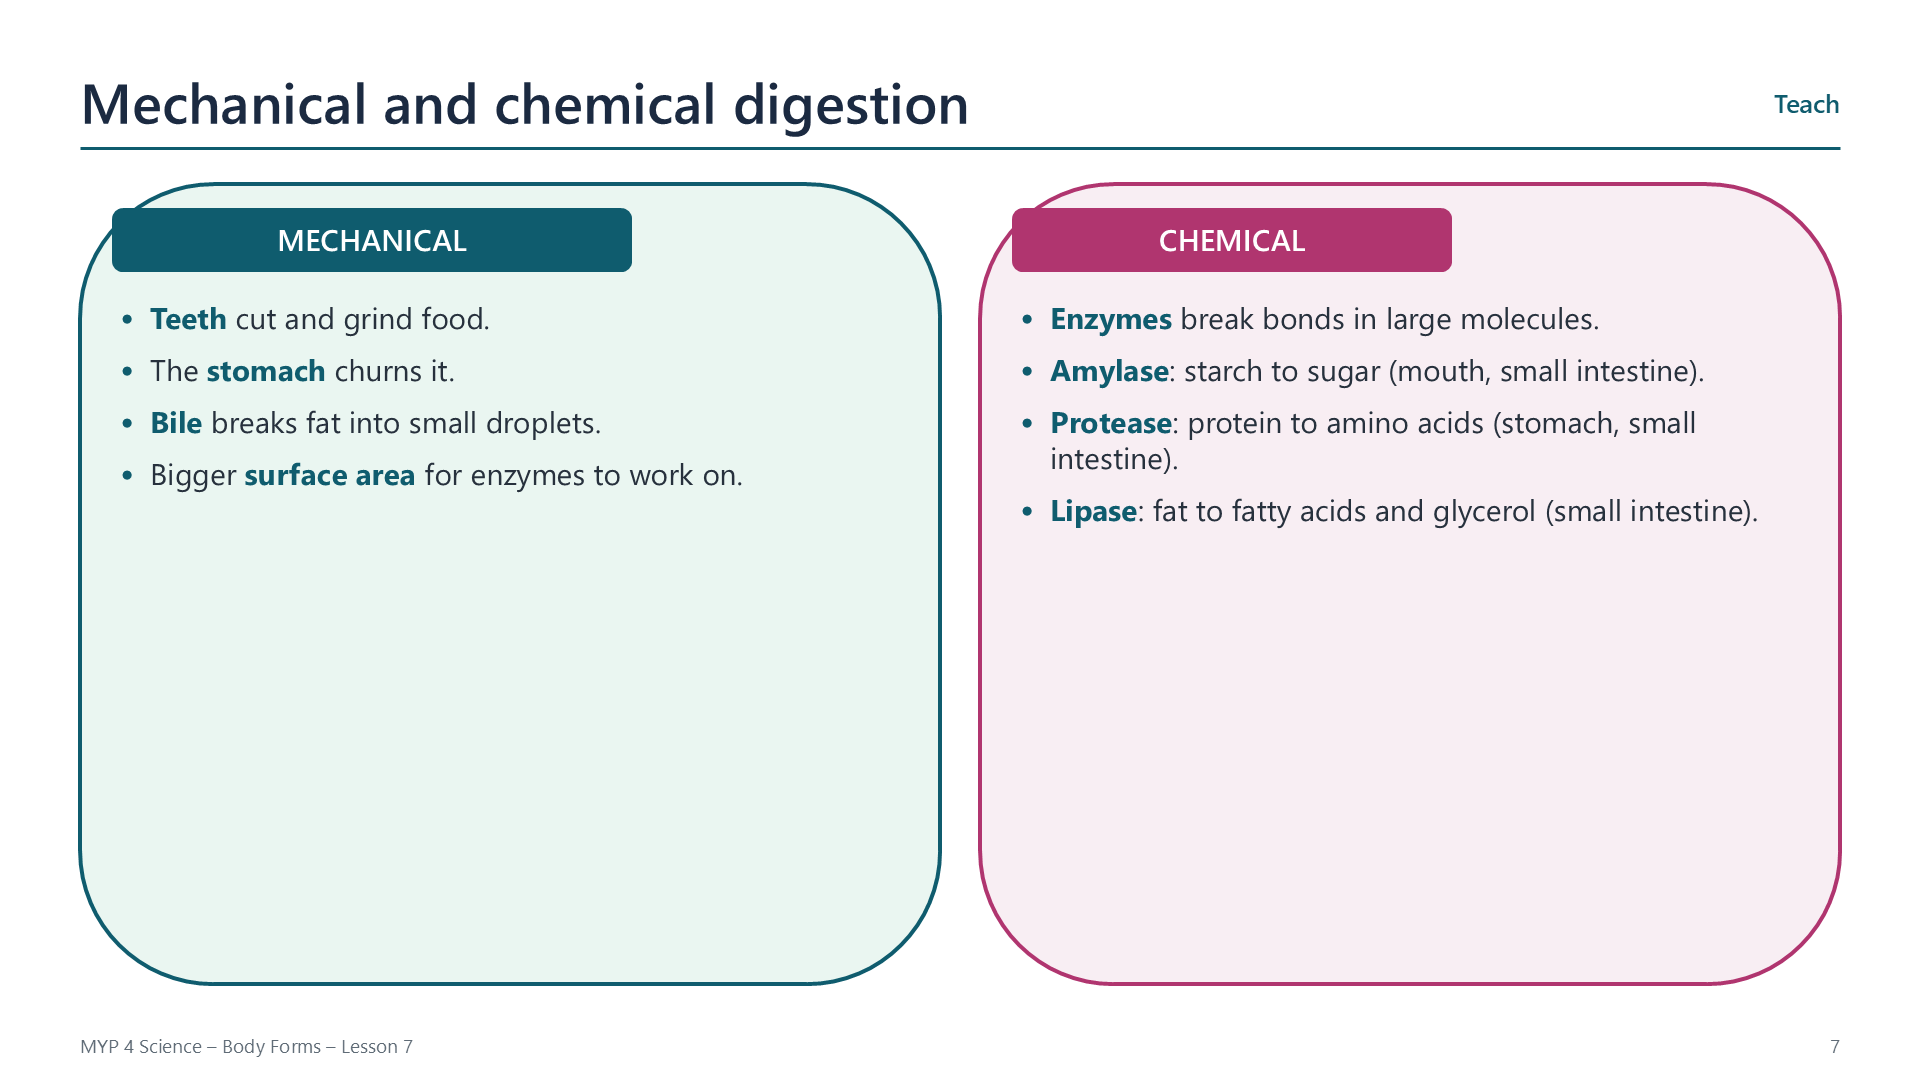 Mechanical and chemical digestion
Teach
MECHANICAL
• Teeth cut and grind food.
• The stomach churns it.
• Bile breaks fat into small droplets.
• Bigger surface area for enzymes to work on.
CHEMICAL
• Enzymes break bonds in large molecules.
• Amylase: starch to sugar (mouth, small intestine).
• Protease: protein to amino acids (stomach, small
intestine).
• Lipase: fat to fatty acids and glycerol (small intestine).
MYP 4 Science – Body Forms – Lesson 7
7